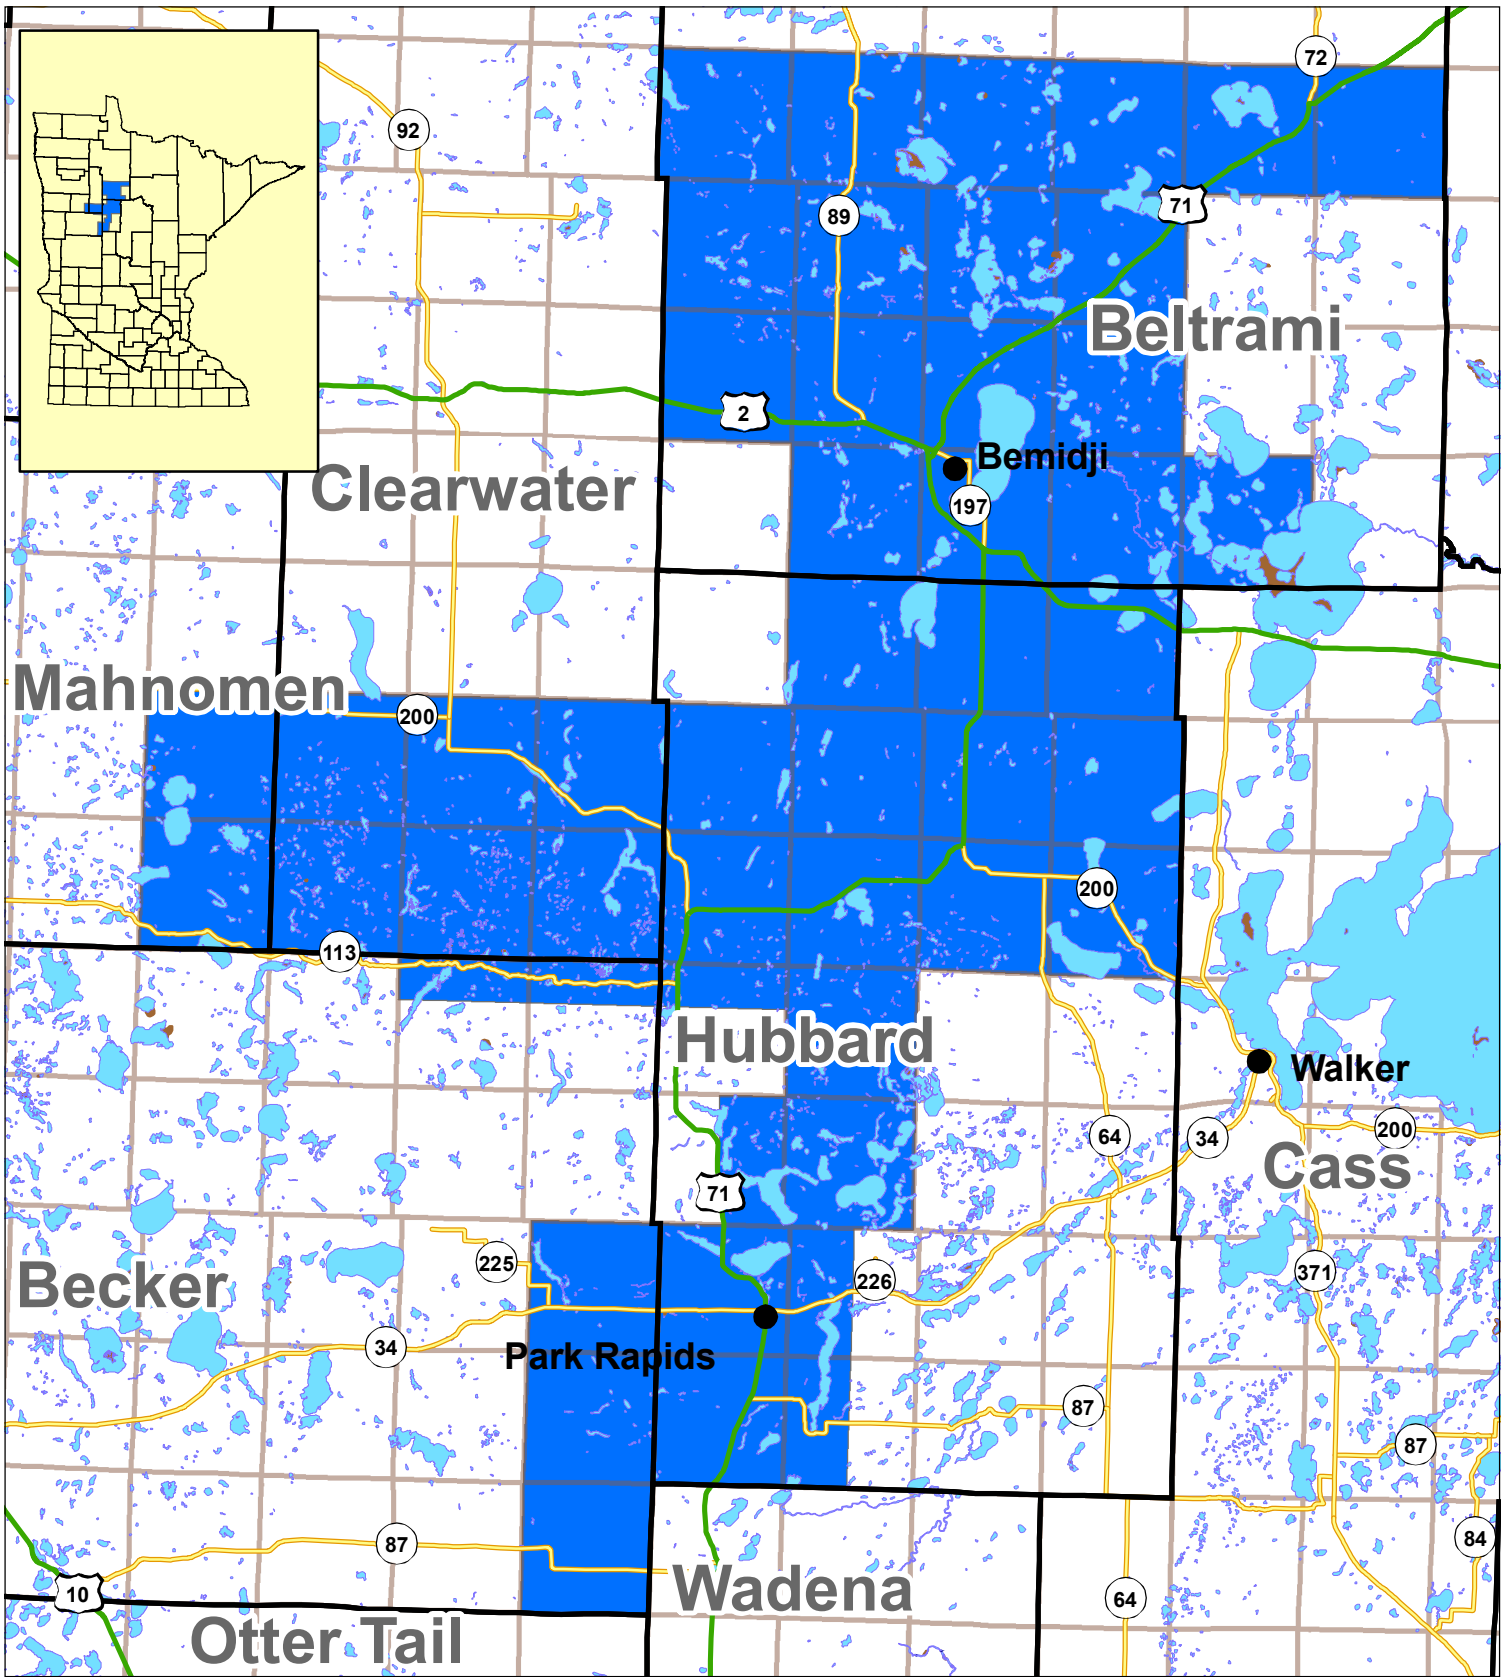 72
92
71
89
Beltrami
2
Bemidji
Clearwater
197
Mahnomen
200
200
113
Hubbard
Walker
64
34
200
Cass
71
225
226
371
Becker
34
Park Rapids
87
87
87
84
10
Wadena
64
Otter Tail